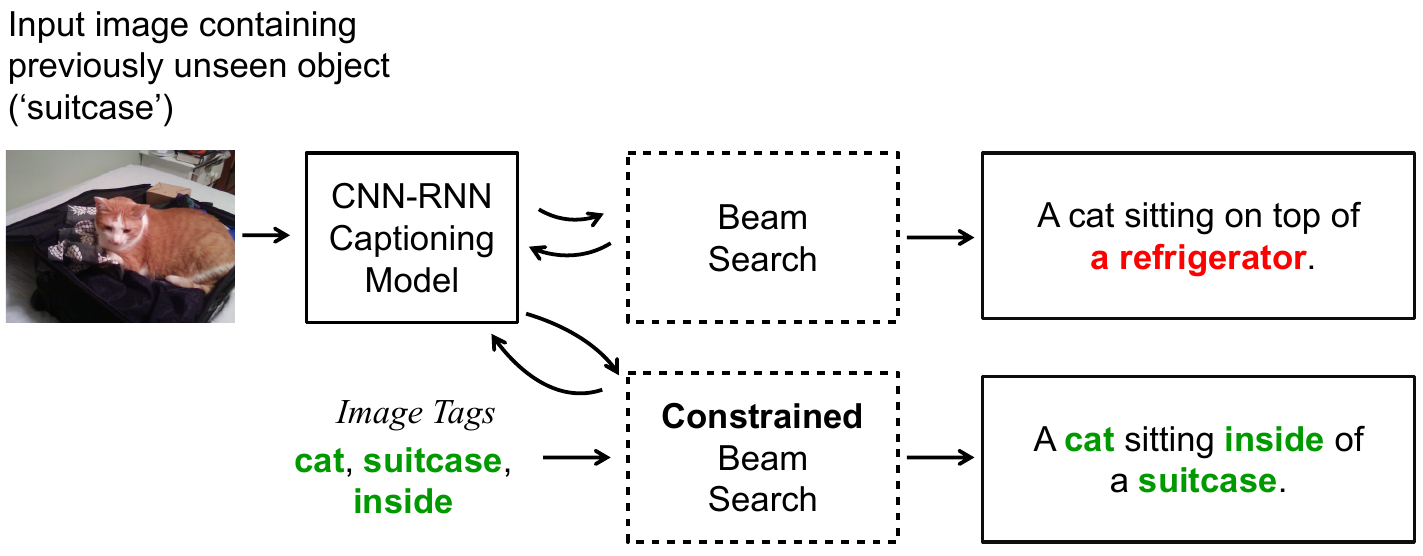 Input image containing
previously unseen object
(‘suitcase’)
CNN-RNN
Captioning
Model
Beam
Search
A cat sitting on top of
a refrigerator.
Image Tags
cat, suitcase,
inside
Constrained
Beam
Search
A cat sitting inside of
a suitcase.